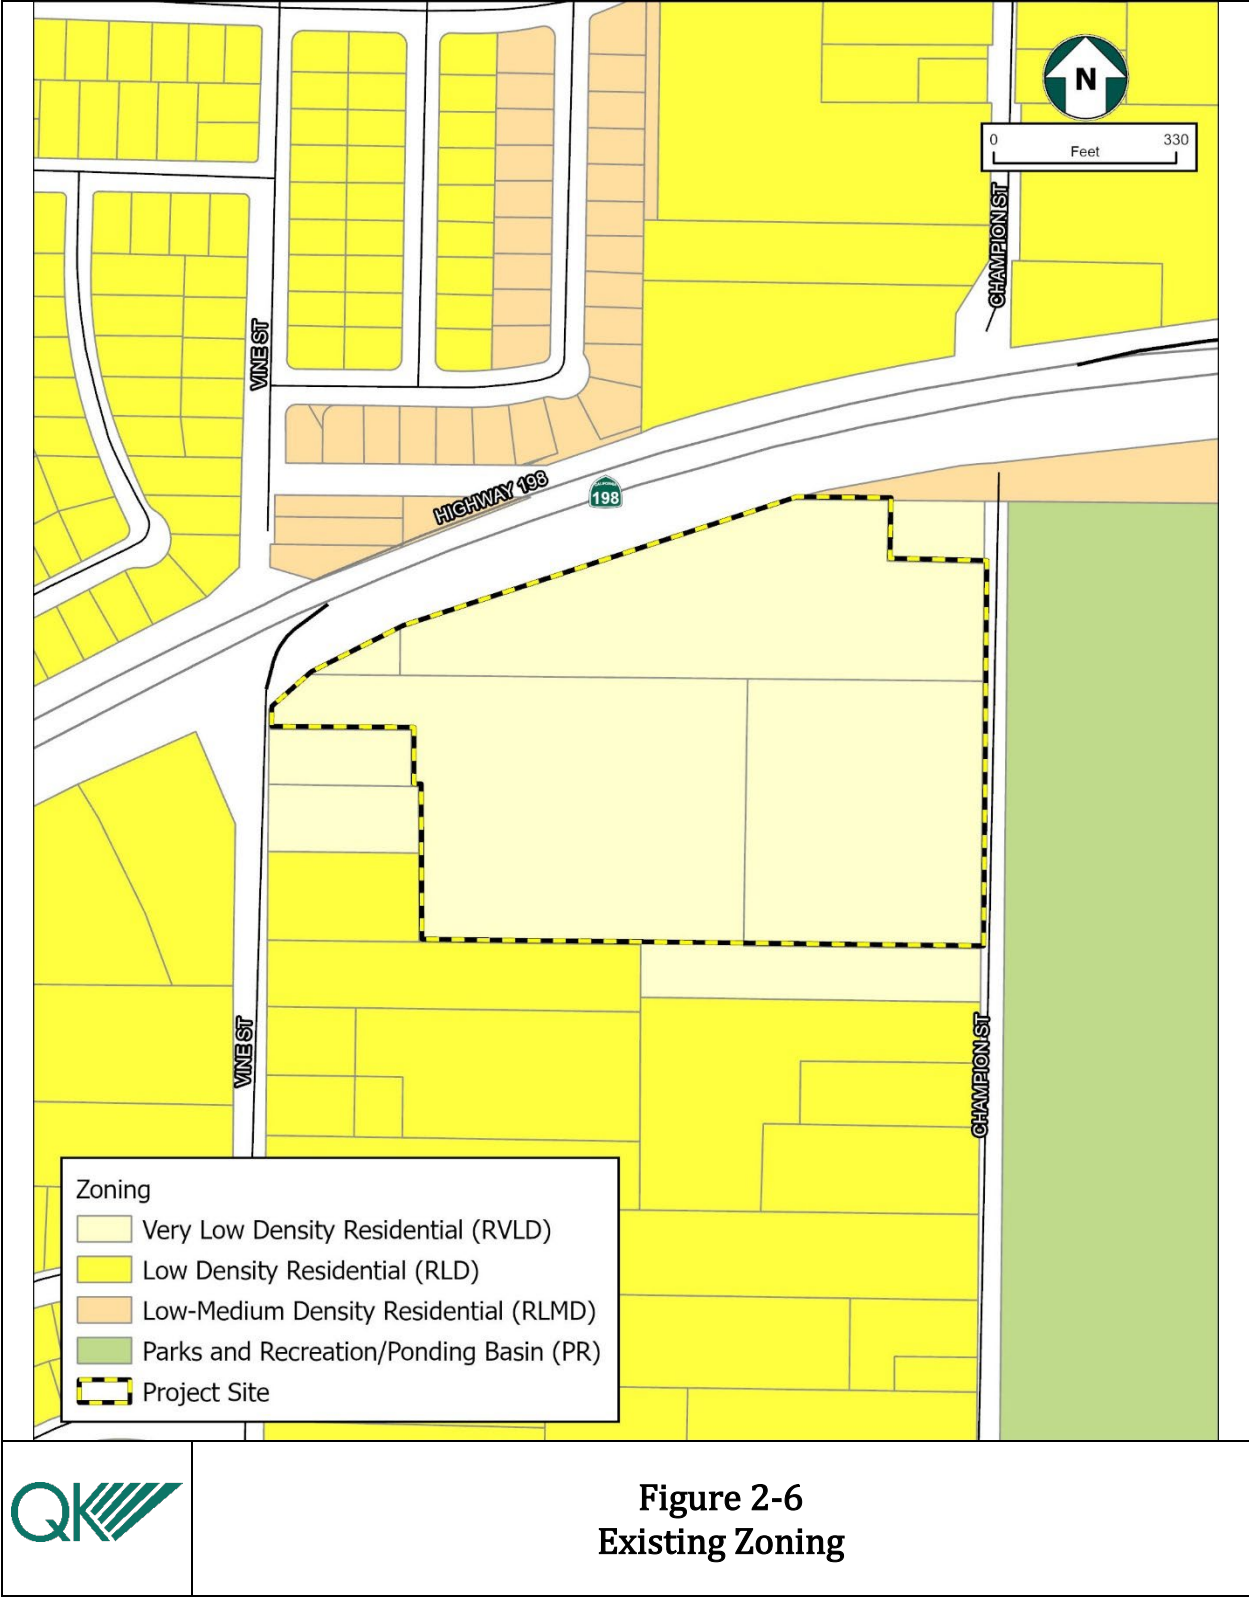 N
0 330
Feet
CHAMPION ST
VINE ST
HIGHWAY 198
CALIFORNIA
198
VINE ST
CHAMPION ST
Zoning
Very Low Density Residential (RVLD)
Low Density Residential (RLD)
Low-Medium Density Residential (RLMD)
Parks and Recreation/Ponding Basin (PR)
Project Site
QK
Figure 2-6
Existing Zoning